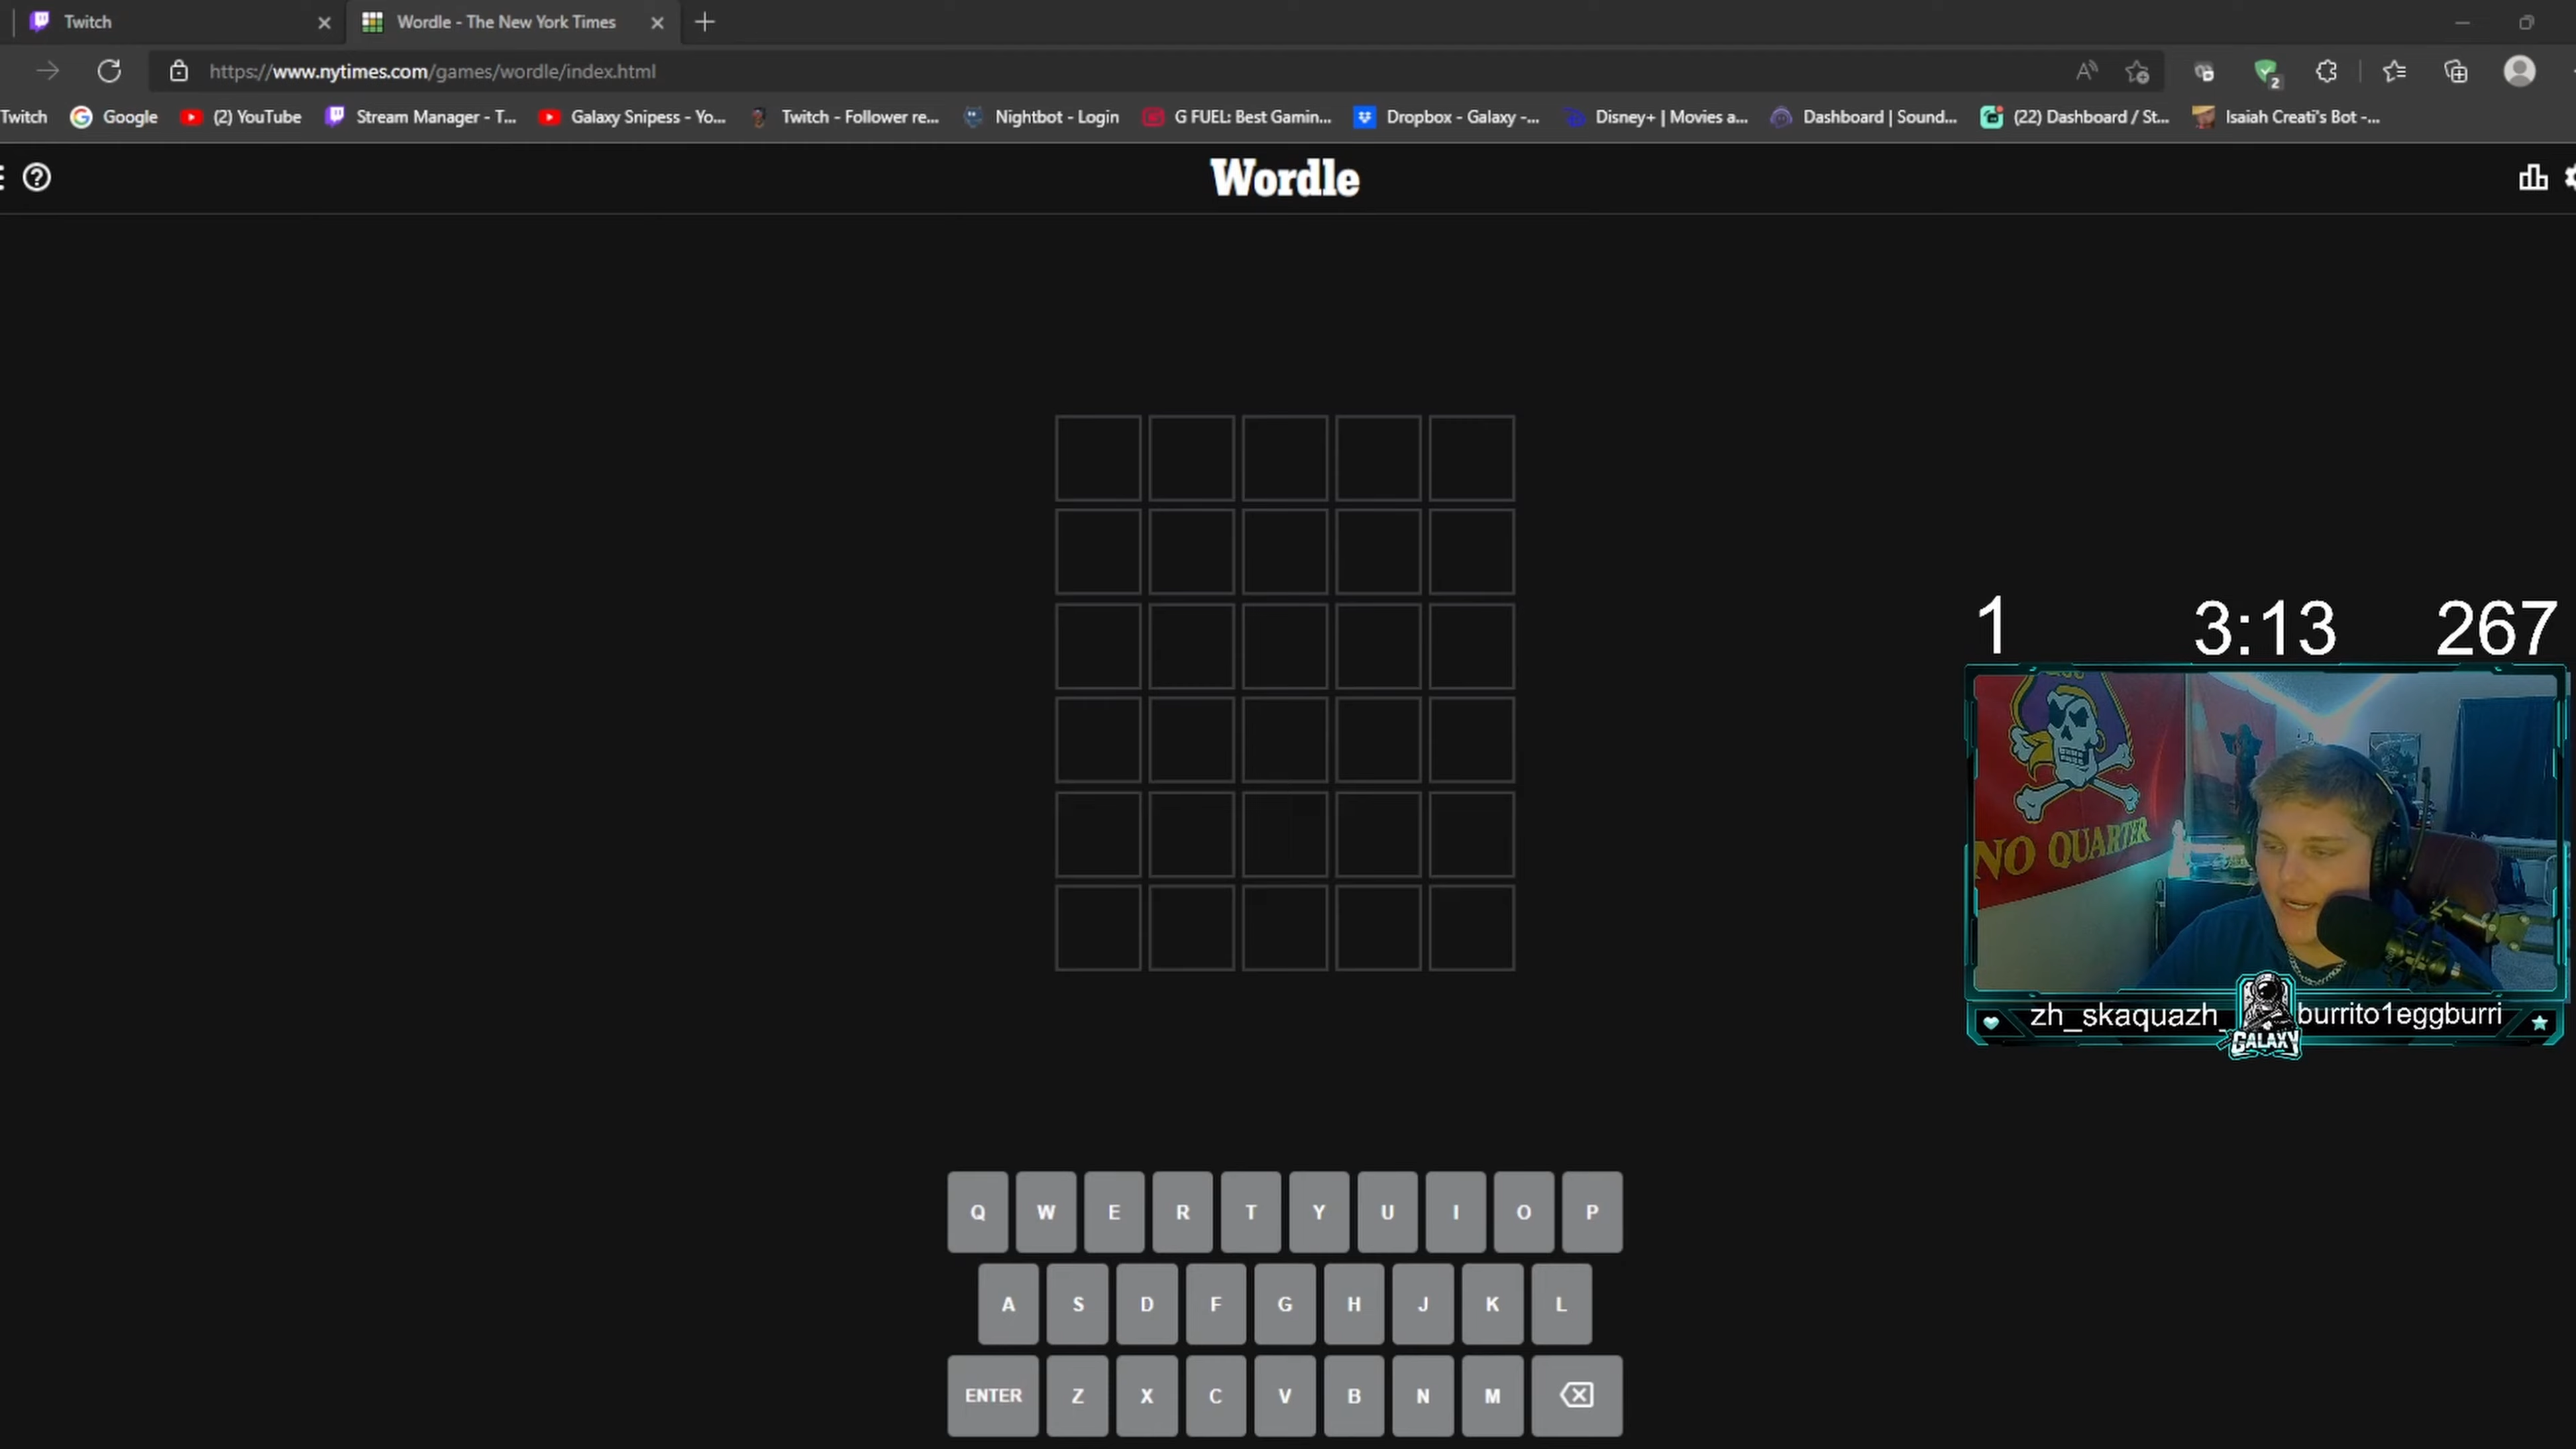 Twitch
Wordle - The New York Times
https://www.nytimes.com/games/wordle/index.html
2
Twitch
Google
(2) YouTube
Stream Manager - T...
Galaxy Snipess - Yo...
Twitch - Follower re...
Nightbot - Login
G FUEL: Best Gamin...
Dropbox - Galaxy -...
Disney+ | Movies a...
Dashboard | Sound...
(22) Dashboard / St...
Isaiah Creati's Bot -...
Wordle
1 3:13 267
NO QUARTER
zh_skaquazh_
burrito1eggburri
GALAXY
Q W E R T Y U I O P
A S D F G H J K L
ENTER Z X C V B N M